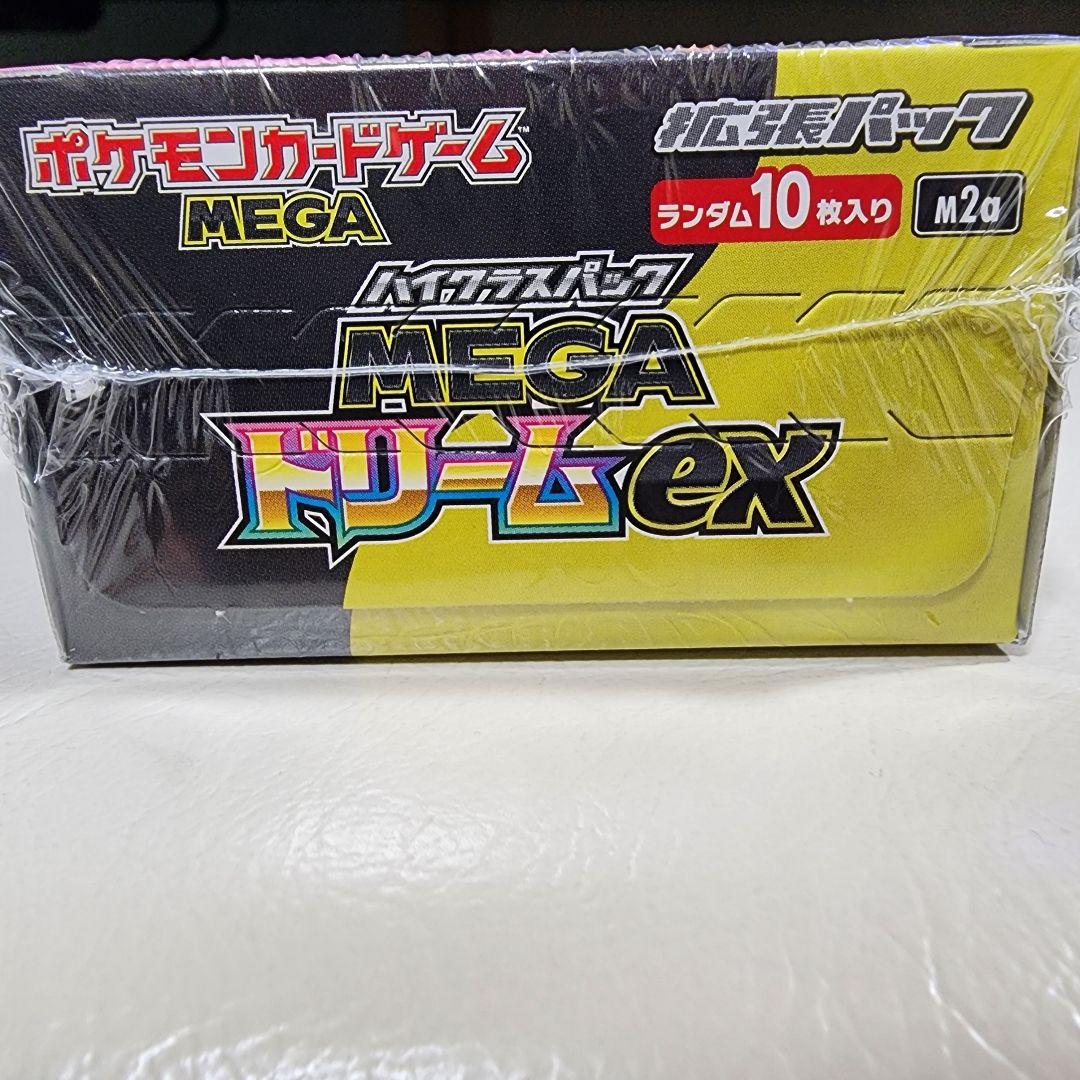 ポケモンカードゲーム™
MEGA
拡張パック
ランダム10枚入り
M2a
ハイクラスパック
MEGA
ドリームex